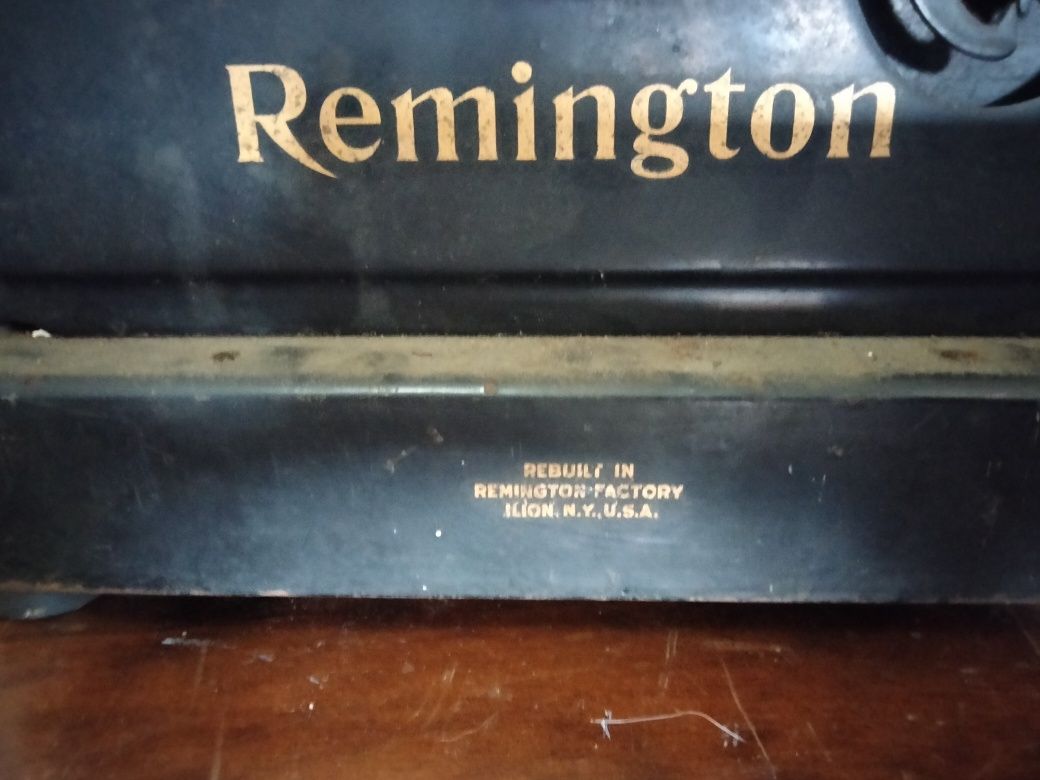 Remington
REBUILT IN
REMINGTON FACTORY
ILION, N.Y., U.S.A.